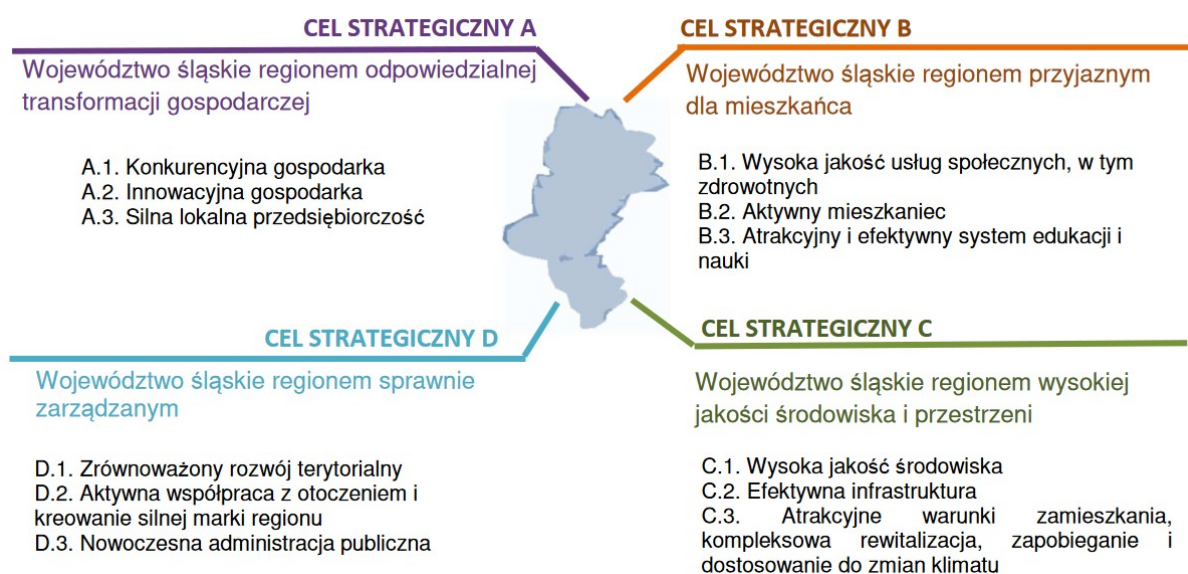 CEL STRATEGICZNY A
Województwo śląskie regionem odpowiedzialnej
transformacji gospodarczej
A.1. Konkurencyjna gospodarka
A.2. Innowacyjna gospodarka
A.3. Silna lokalna przedsiębiorczość
CEL STRATEGICZNY B
Województwo śląskie regionem przyjaznym
dla mieszkańca
B.1. Wysoka jakość usług społecznych, w tym
zdrowotnych
B.2. Aktywny mieszkaniec
B.3. Atrakcyjny i efektywny system edukacji i
nauki
CEL STRATEGICZNY D
Województwo śląskie regionem sprawnie
zarządzanym
D.1. Zrównoważony rozwój terytorialny
D.2. Aktywna współpraca z otoczeniem i
kreowanie silnej marki regionu
D.3. Nowoczesna administracja publiczna
CEL STRATEGICZNY C
Województwo śląskie regionem wysokiej
jakości środowiska i przestrzeni
C.1. Wysoka jakość środowiska
C.2. Efektywna infrastruktura
C.3. Atrakcyjne warunki zamieszkania,
kompleksowa rewitalizacja, zapobieganie i
dostosowanie do zmian klimatu